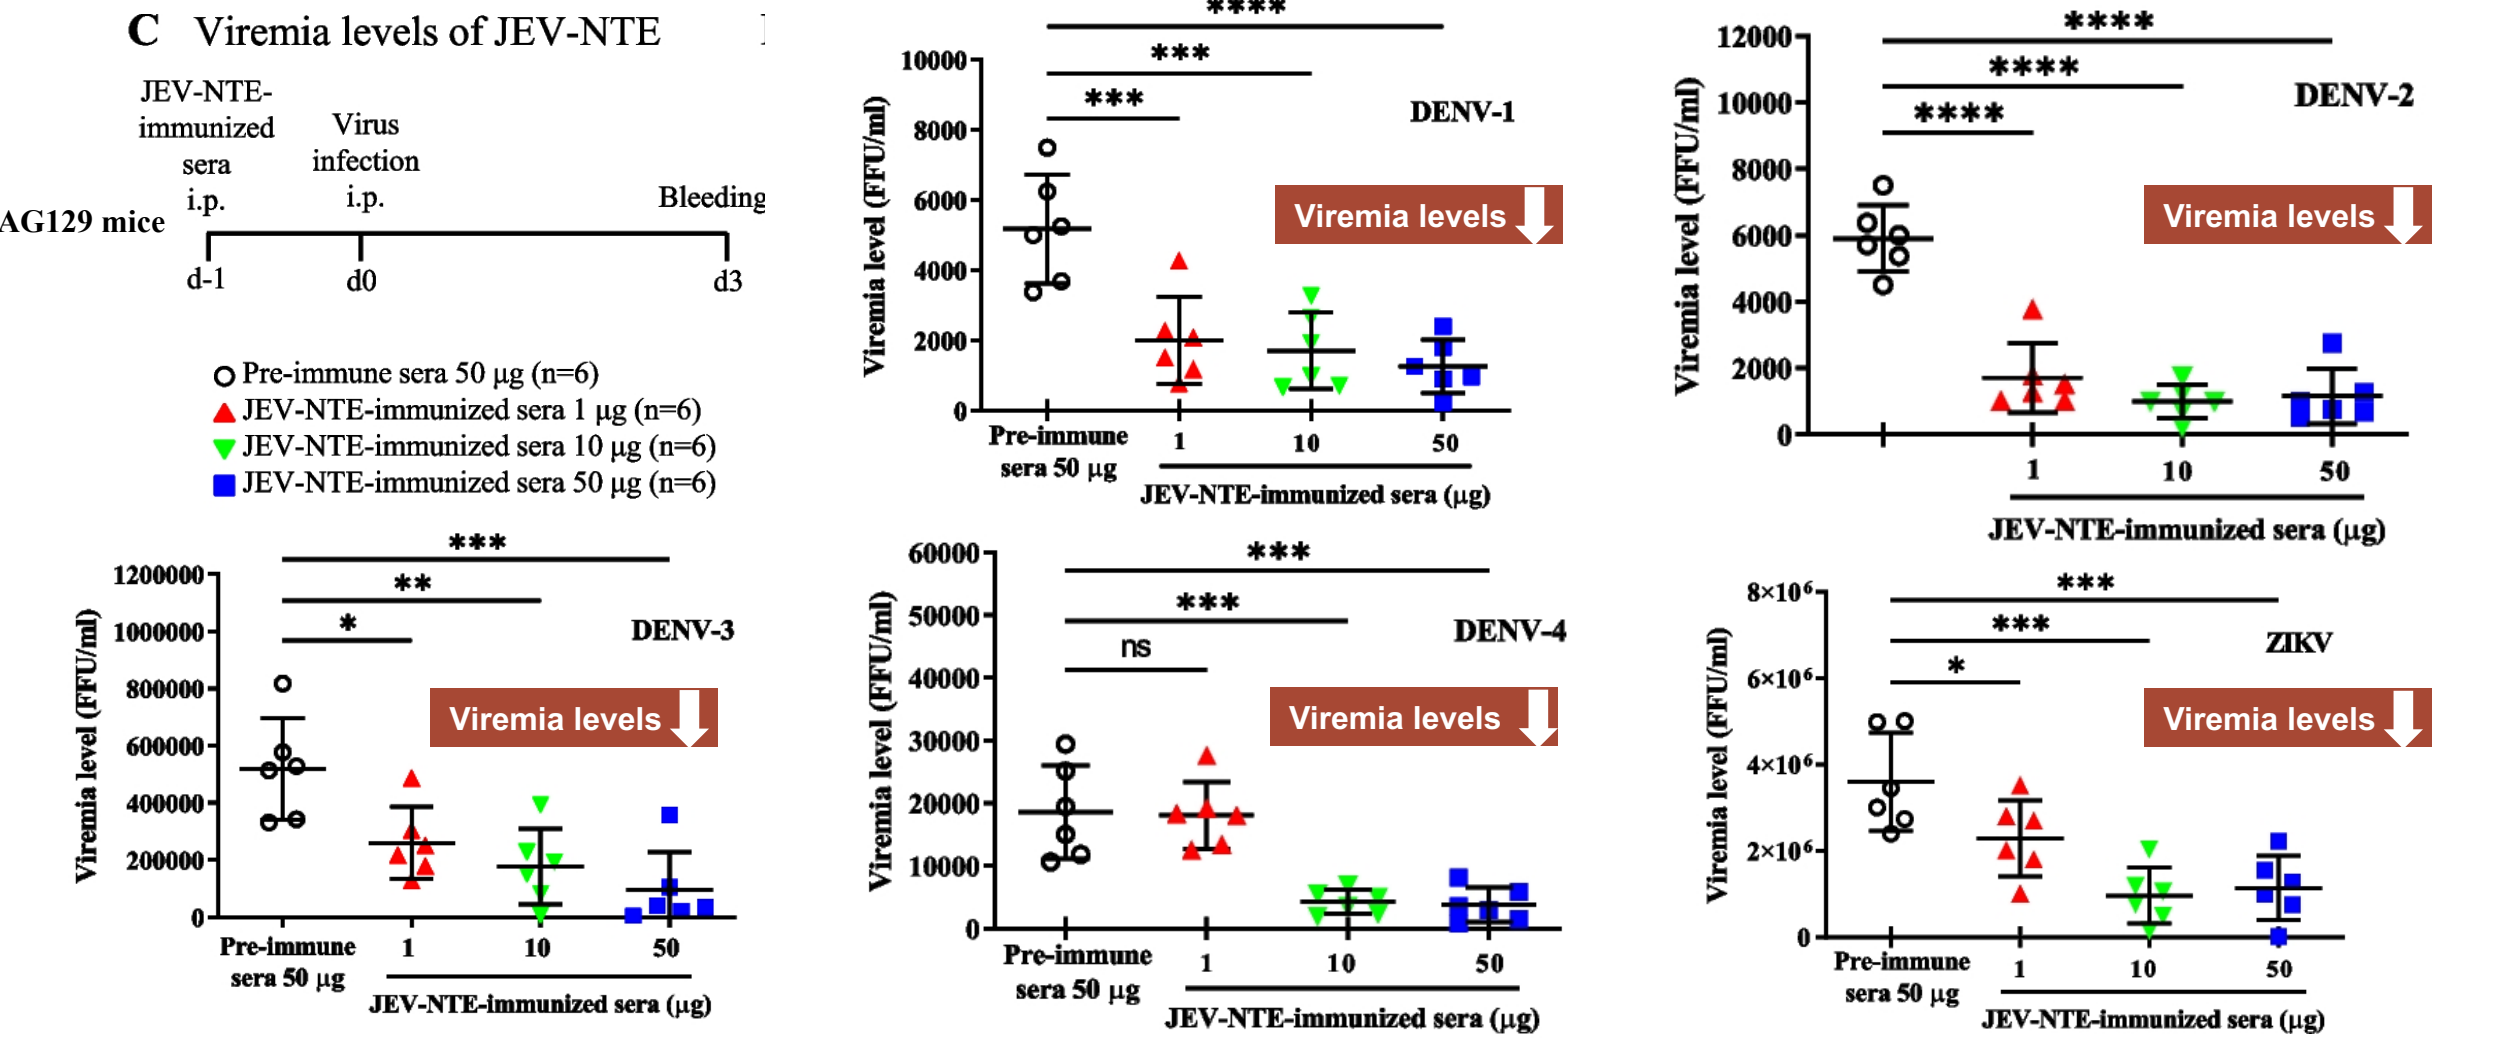 C Viremia levels of JEV-NTE
JEV-NTE-
immunized
sera
i.p.
Virus
infection
i.p.
Bleeding
AG129 mice
d-1
d0
d3
Pre-immune sera 50 μg (n=6)
JEV-NTE-immunized sera 1 μg (n=6)
JEV-NTE-immunized sera 10 μg (n=6)
JEV-NTE-immunized sera 50 μg (n=6)
****
***
***
DENV-1
Viremia levels
Viremia level (FFU/ml)
10000
8000
6000
4000
2000
0
Pre-immune
sera 50 μg
1 10 50
JEV-NTE-immunized sera (μg)
****
****
****
DENV-2
Viremia levels
Viremia level (FFU/ml)
12000
10000
8000
6000
4000
2000
0
1 10 50
JEV-NTE-immunized sera (μg)
***
**
*
DENV-3
Viremia levels
Viremia level (FFU/ml)
1200000
1000000
800000
600000
400000
200000
0
Pre-immune
sera 50 μg
1 10 50
JEV-NTE-immunized sera (μg)
***
***
ns
DENV-4
Viremia levels
Viremia level (FFU/ml)
60000
50000
40000
30000
20000
10000
0
Pre-immune
sera 50 μg
1 10 50
JEV-NTE-immunized sera (μg)
***
***
*
ZIKV
Viremia levels
Viremia level (FFU/ml)
8×10⁶
6×10⁶
4×10⁶
2×10⁶
0
Pre-immune
sera 50 μg
1 10 50
JEV-NTE-immunized sera (μg)